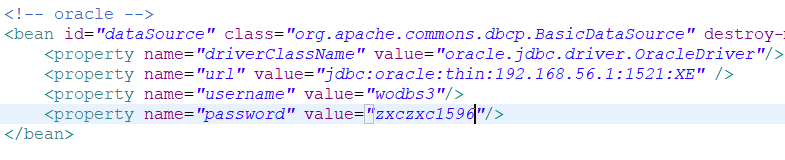 <!-- oracle -->
<bean id="dataSource" class="org.apache.commons.dbcp.BasicDataSource" destroy-
<property name="driverClassName" value="oracle.jdbc.driver.OracleDriver"/>
<property name="url" value="jdbc:oracle:thin:192.168.56.1:1521:XE" />
<property name="username" value="wodbs3"/>
<property name="password" value="zxczxc1596"/>
</bean>